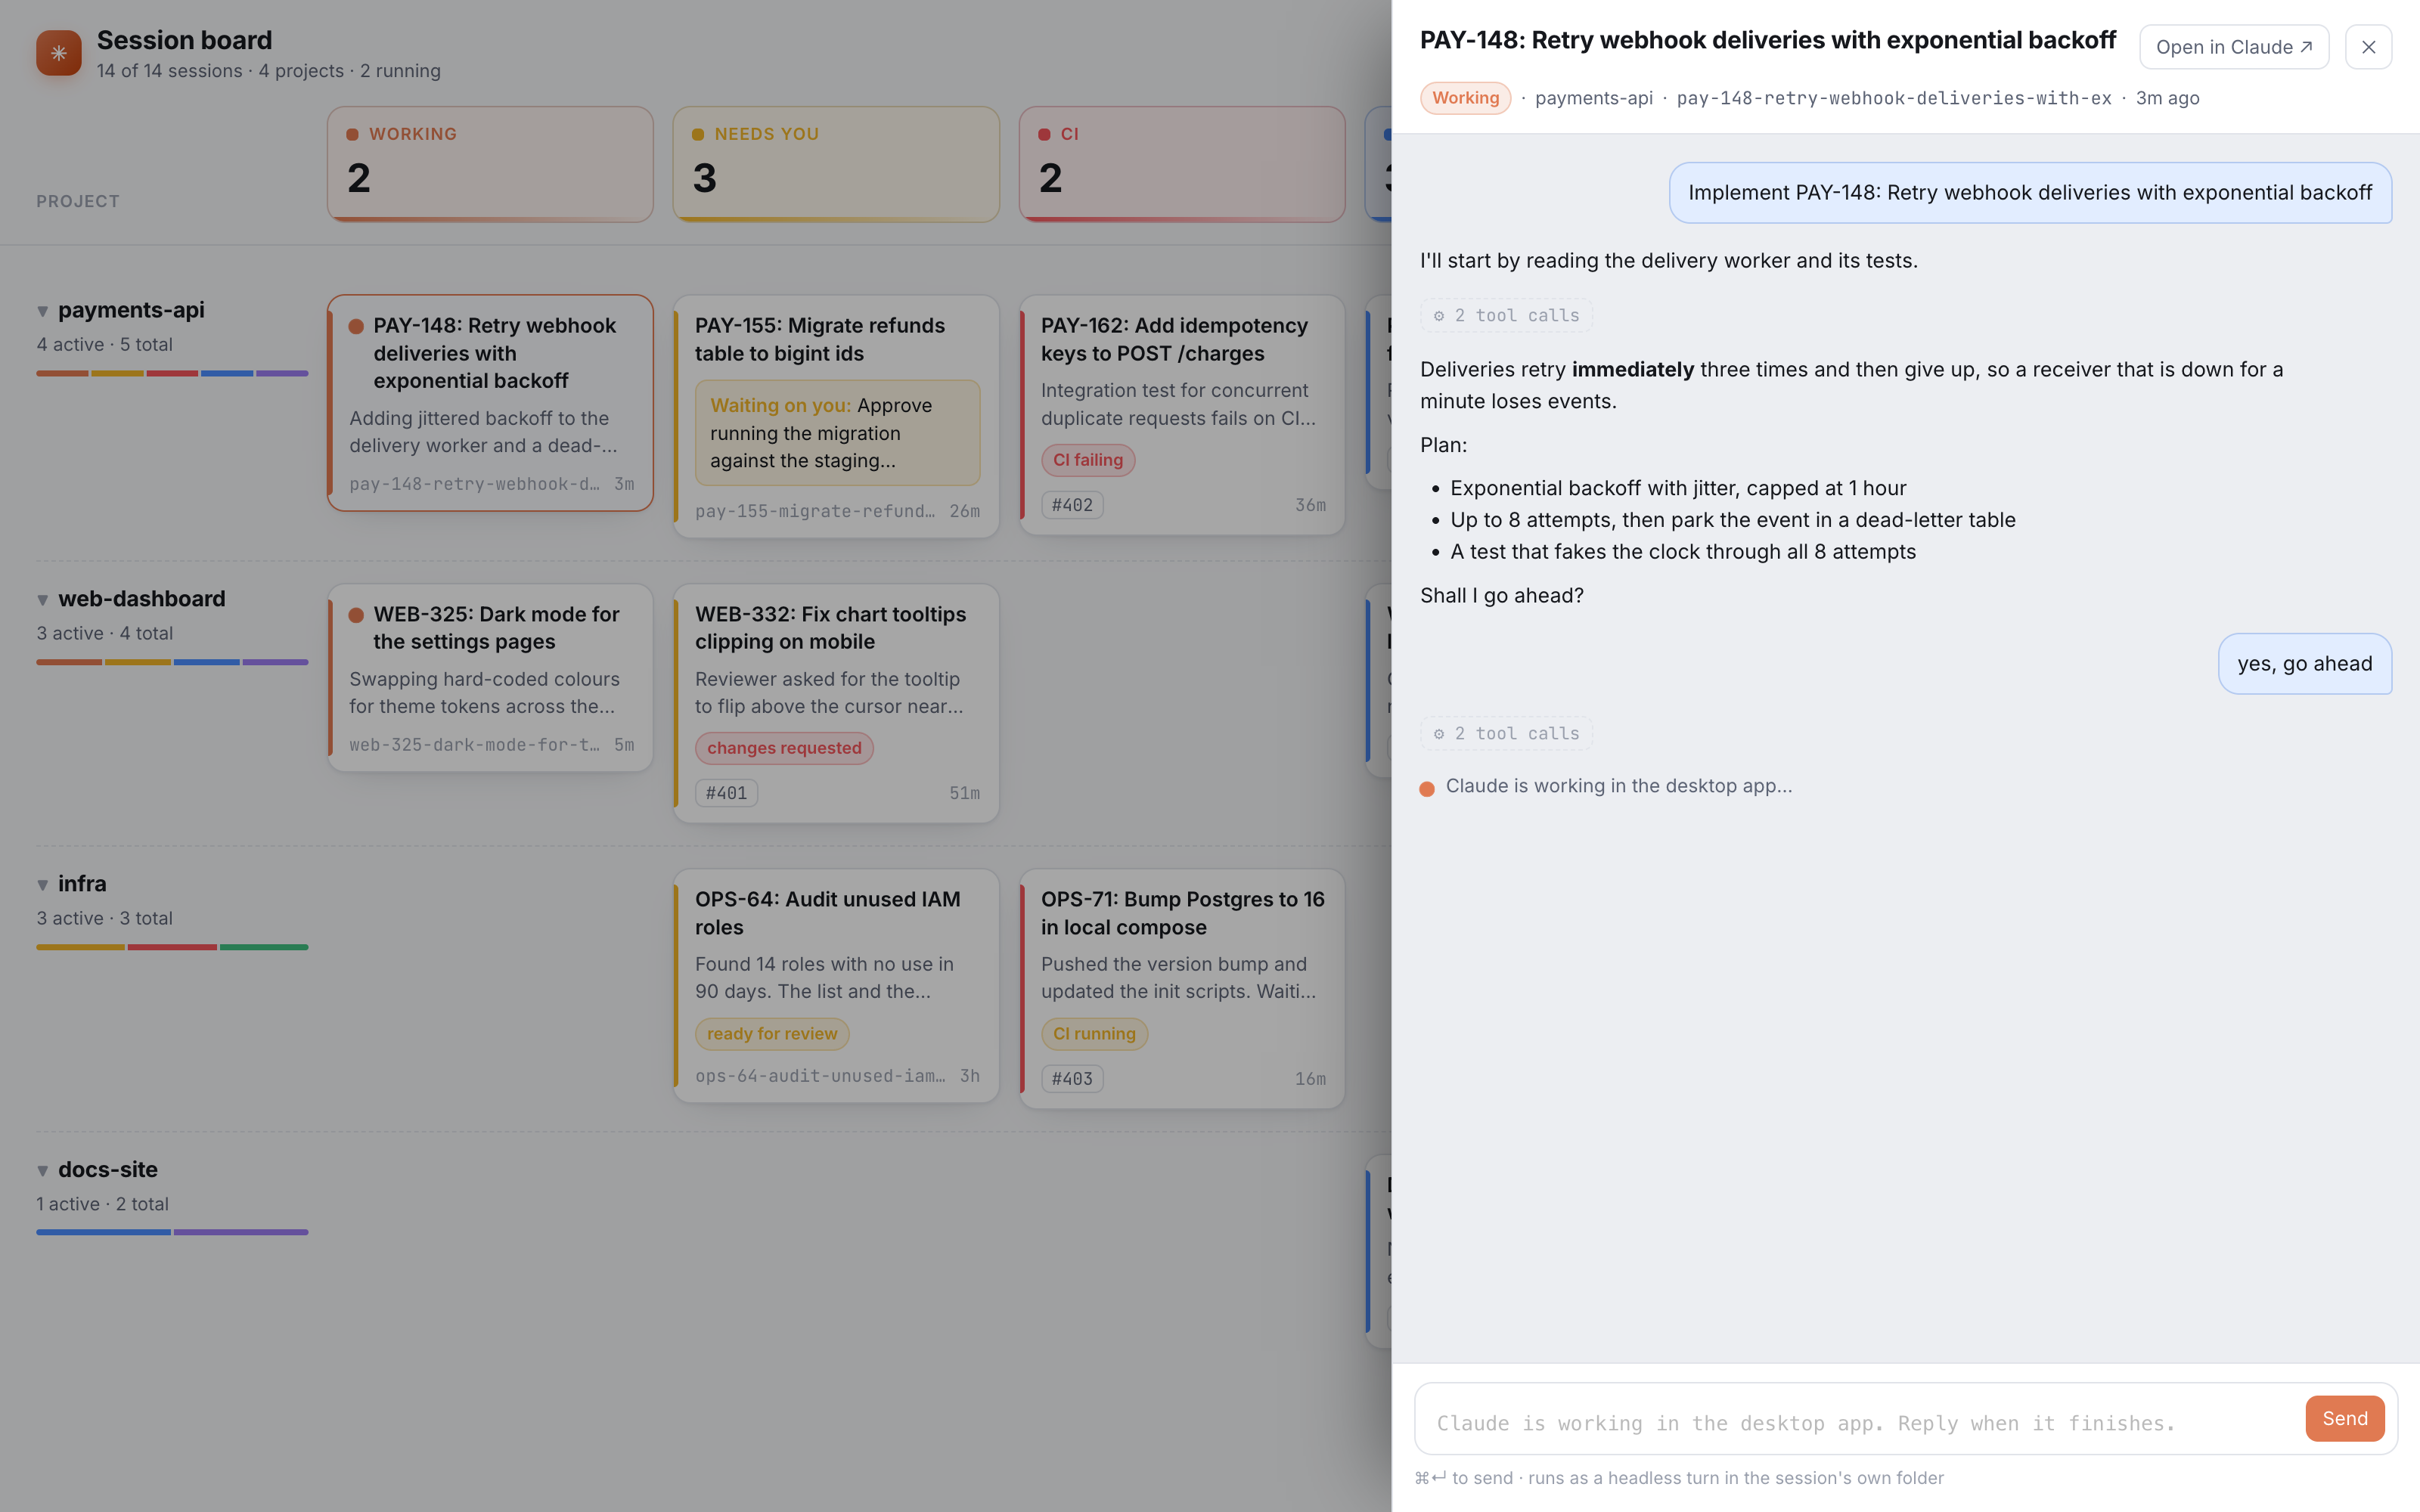 Session board
14 of 14 sessions · 4 projects · 2 running
PROJECT
WORKING
2
NEEDS YOU
3
CI
2
payments-api
4 active · 5 total
PAY-148: Retry webhook
deliveries with
exponential backoff
Adding jittered backoff to the
delivery worker and a dead-...
pay-148-retry-webhook-d… 3m
PAY-155: Migrate refunds
table to bigint ids
Waiting on you: Approve
running the migration
against the staging...
pay-155-migrate-refund… 26m
PAY-162: Add idempotency
keys to POST /charges
Integration test for concurrent
duplicate requests fails on CI...
CI failing
#402 36m
web-dashboard
3 active · 4 total
WEB-325: Dark mode for
the settings pages
Swapping hard-coded colours
for theme tokens across the...
web-325-dark-mode-for-t… 5m
WEB-332: Fix chart tooltips
clipping on mobile
Reviewer asked for the tooltip
to flip above the cursor near...
changes requested
#401 51m
infra
3 active · 3 total
OPS-64: Audit unused IAM
roles
Found 14 roles with no use in
90 days. The list and the...
ready for review
ops-64-audit-unused-iam… 3h
OPS-71: Bump Postgres to 16
in local compose
Pushed the version bump and
updated the init scripts. Waiti...
CI running
#403 16m
docs-site
1 active · 2 total
PAY-148: Retry webhook deliveries with exponential backoff
Open in Claude ↗
Working · payments-api · pay-148-retry-webhook-deliveries-with-ex · 3m ago
Implement PAY-148: Retry webhook deliveries with exponential backoff
I'll start by reading the delivery worker and its tests.
⚙ 2 tool calls
Deliveries retry immediately three times and then give up, so a receiver that is down for a
minute loses events.
Plan:
• Exponential backoff with jitter, capped at 1 hour
• Up to 8 attempts, then park the event in a dead-letter table
• A test that fakes the clock through all 8 attempts
Shall I go ahead?
yes, go ahead
⚙ 2 tool calls
Claude is working in the desktop app...
Claude is working in the desktop app. Reply when it finishes.
Send
⌘↵ to send · runs as a headless turn in the session's own folder